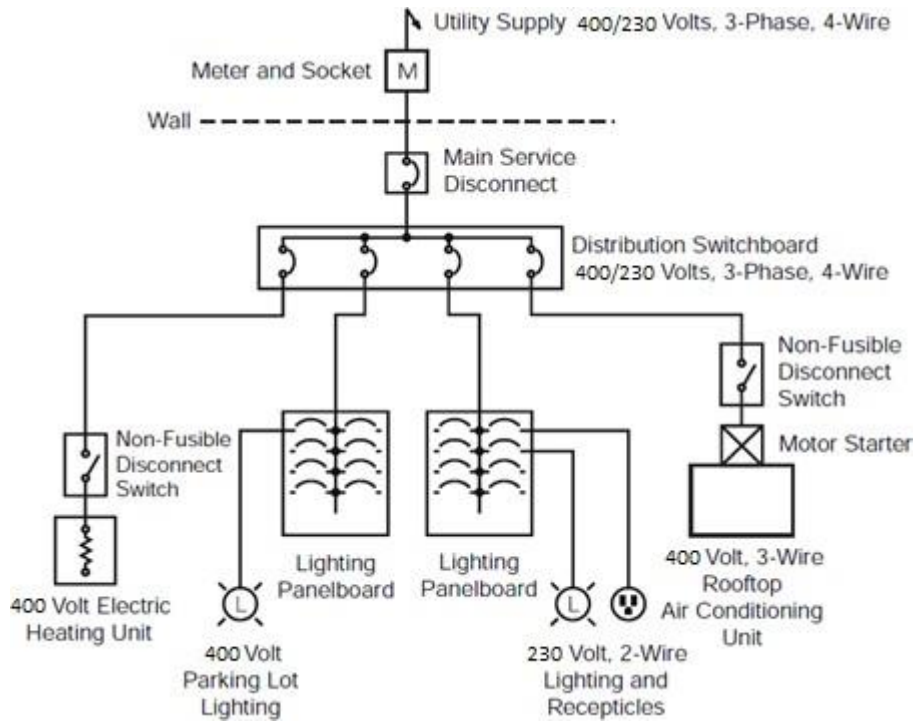 Utility Supply 400/230 Volts, 3-Phase, 4-Wire
Meter and Socket
M
Wall
Main Service
Disconnect
Distribution Switchboard
400/230 Volts, 3-Phase, 4-Wire
Non-Fusible
Disconnect
Switch
Motor Starter
Non-Fusible
Disconnect
Switch
400 Volt Electric
Heating Unit
Lighting
Panelboard
Lighting
Panelboard
400 Volt, 3-Wire
Rooftop
Air Conditioning
Unit
L
400 Volt
Parking Lot
Lighting
L
230 Volt, 2-Wire
Lighting and
Recepticles